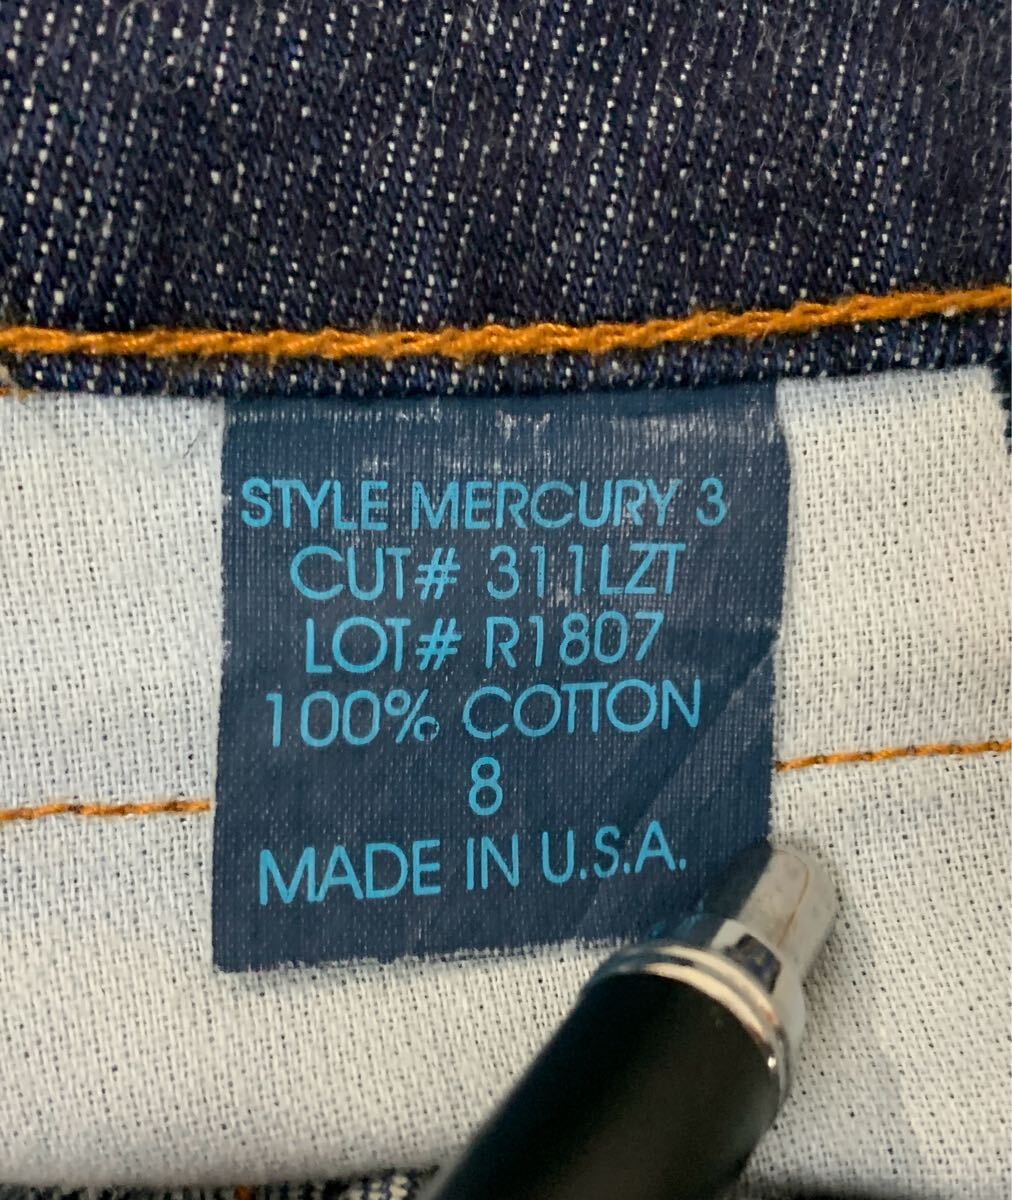 STYLE MERCURY 3
CUT# 311LZT
LOT# R1807
100% COTTON
8
MADE IN U.S.A.